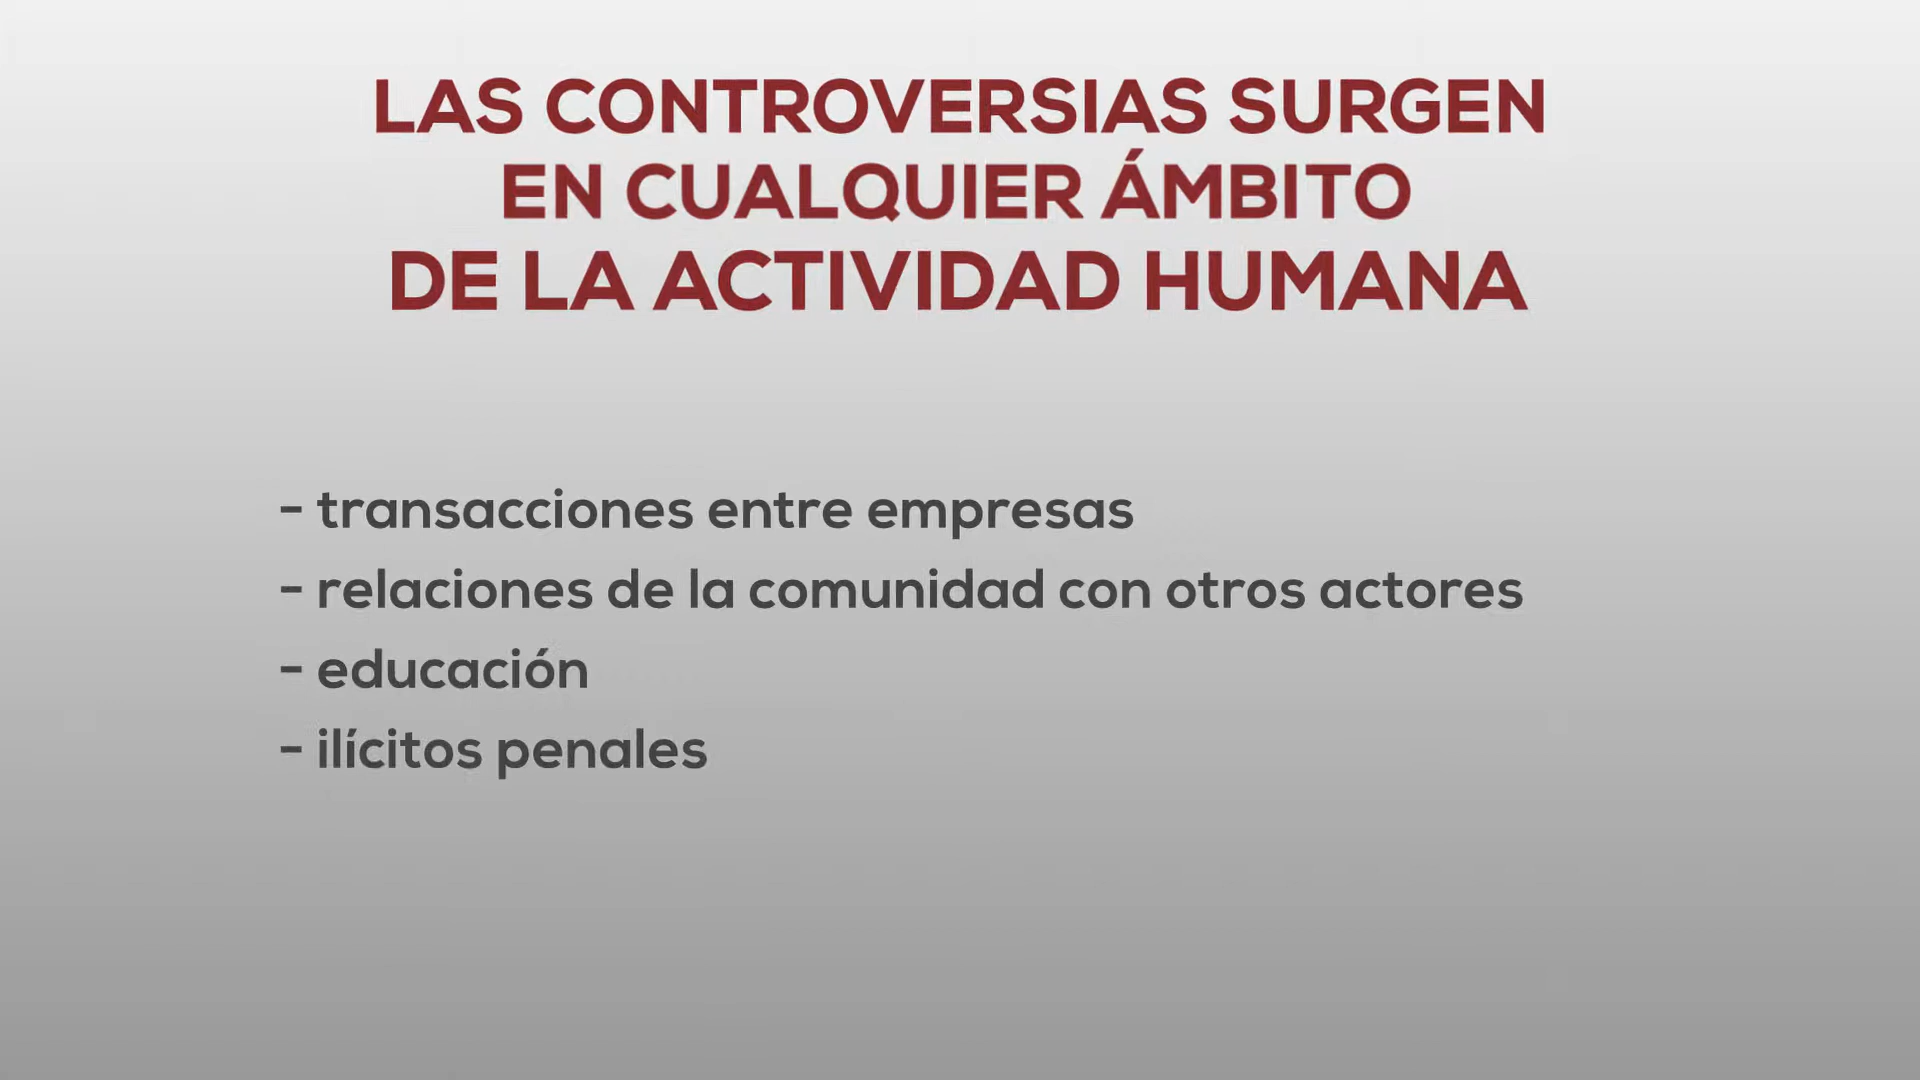 LAS CONTROVERSIAS SURGEN
EN CUALQUIER ÁMBITO
DE LA ACTIVIDAD HUMANA
- transacciones entre empresas
- relaciones de la comunidad con otros actores
- educación
- ilícitos penales